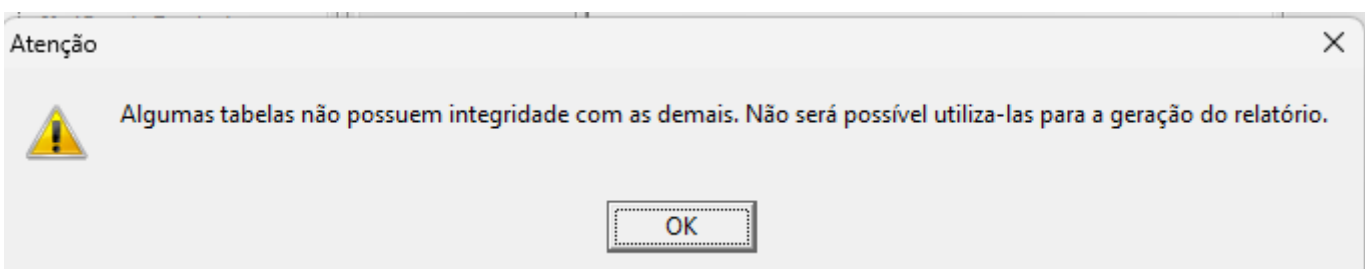 Atenção
Algumas tabelas não possuem integridade com as demais. Não será possível utiliza-las para a geração do relatório.
OK